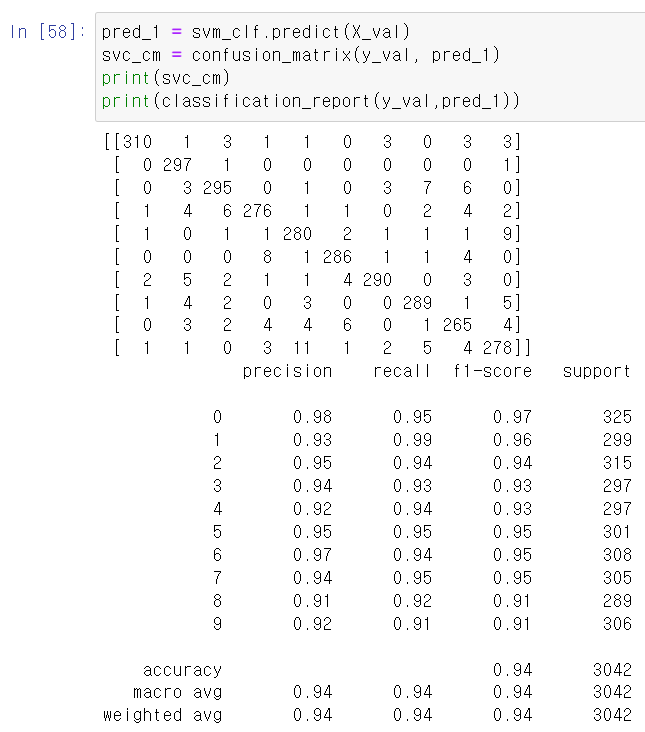 In [58]: pred_1 = svm_clf.predict(X_val)
svc_cm = confusion_matrix(y_val, pred_1)
print(svc_cm)
print(classification_report(y_val,pred_1))
[[310 1 3 1 1 0 3 0 3 3]
[ 0 297 1 0 0 0 0 0 0 1]
[ 0 3 295 0 1 0 3 7 6 0]
[ 1 4 6 276 1 1 0 2 4 2]
[ 1 0 1 1 280 2 1 1 1 9]
[ 0 0 0 8 1 286 1 1 4 0]
[ 2 5 2 1 1 4 290 0 3 0]
[ 1 4 2 0 3 0 0 289 1 5]
[ 0 3 2 4 4 6 0 1 265 4]
[ 1 1 0 3 11 1 2 5 4 278]]
precision recall f1-score support
0 0.98 0.95 0.97 325
1 0.93 0.99 0.96 299
2 0.95 0.94 0.94 315
3 0.94 0.93 0.93 297
4 0.92 0.94 0.93 297
5 0.95 0.95 0.95 301
6 0.97 0.94 0.95 308
7 0.94 0.95 0.95 305
8 0.91 0.92 0.91 289
9 0.92 0.91 0.91 306
accuracy 0.94 3042
macro avg 0.94 0.94 0.94 3042
weighted avg 0.94 0.94 0.94 3042